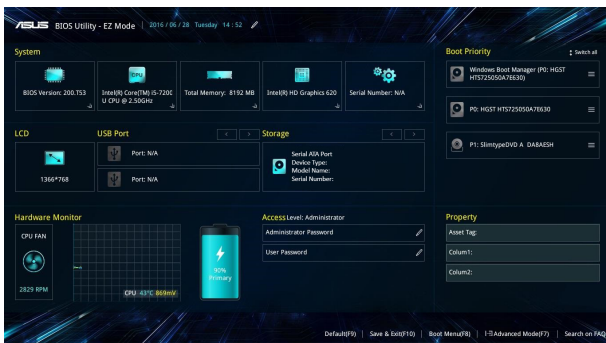 ASUS BIOS Utility - EZ Mode 2016 / 06 / 28 Tuesday 14 : 52
System
BIOS Version: 200.T53
CPU
Intel(R) Core(TM) i5-7200
U CPU @ 2.50GHz
Total Memory: 8192 MB
Intel(R) HD Graphics 620
Serial Number: N/A
Boot Priority
Switch all
Windows Boot Manager (P0: HGST
HTS725050A7E630)
P0: HGST HTS725050A7E630
P1: SlimtypeDVD A DA8AESH
LCD
1366*768
USB Port
Port: N/A
Port: N/A
Storage
Serial ATA Port
Device Type:
Model Name:
Serial Number:
Hardware Monitor
CPU FAN
2829 RPM
CPU 43°C 869mV
90%
Primary
Access Level: Administrator
Administrator Password
User Password
Property
Asset Tag:
Colum1:
Colum2:
Default(F9) | Save & Exit(F10) | Boot Menu(F8) | Advanced Mode(F7) | Search on FAQ